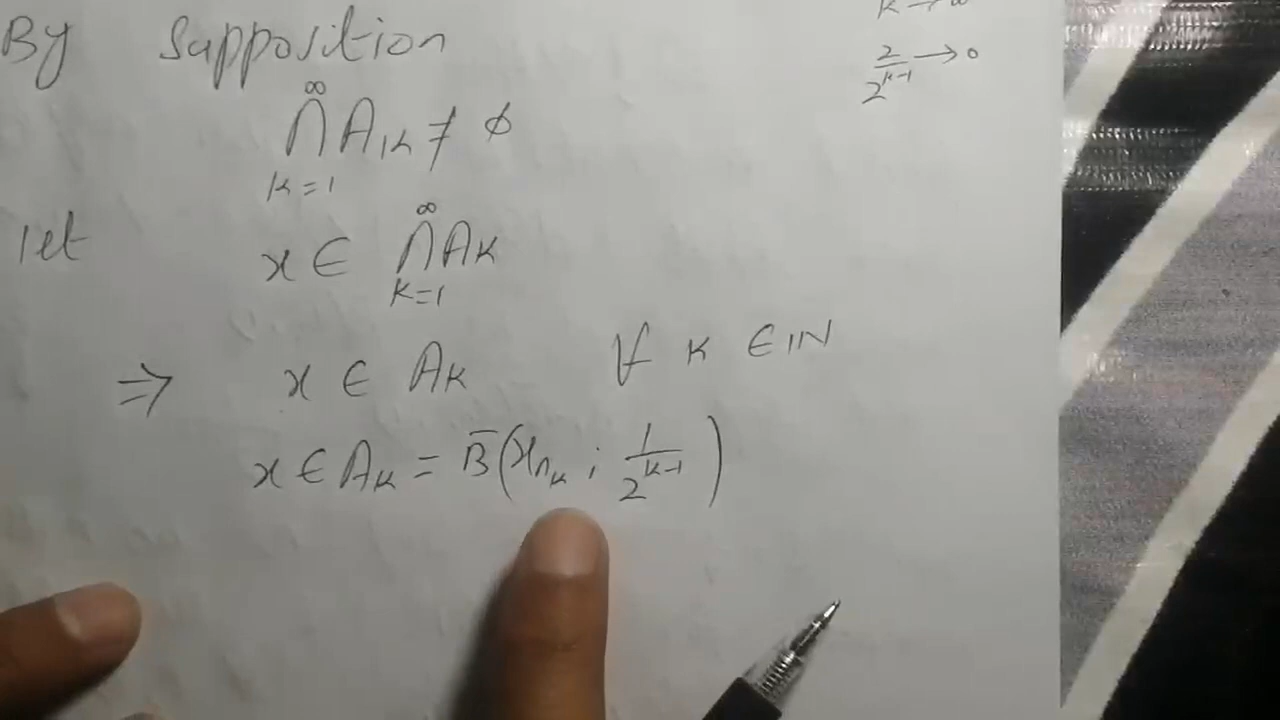 K → ∞
2/2^{K-1} → 0
By Supposition
∞
⋂ A_K ≠ ϕ
K=1
let x ∈ ⋂_{K=1}^{∞} A_K
⇒ x ∈ A_K ∀ K ∈ ℕ
x ∈ A_K = B̅(x_{n_K} ; 1/2^{K-1})